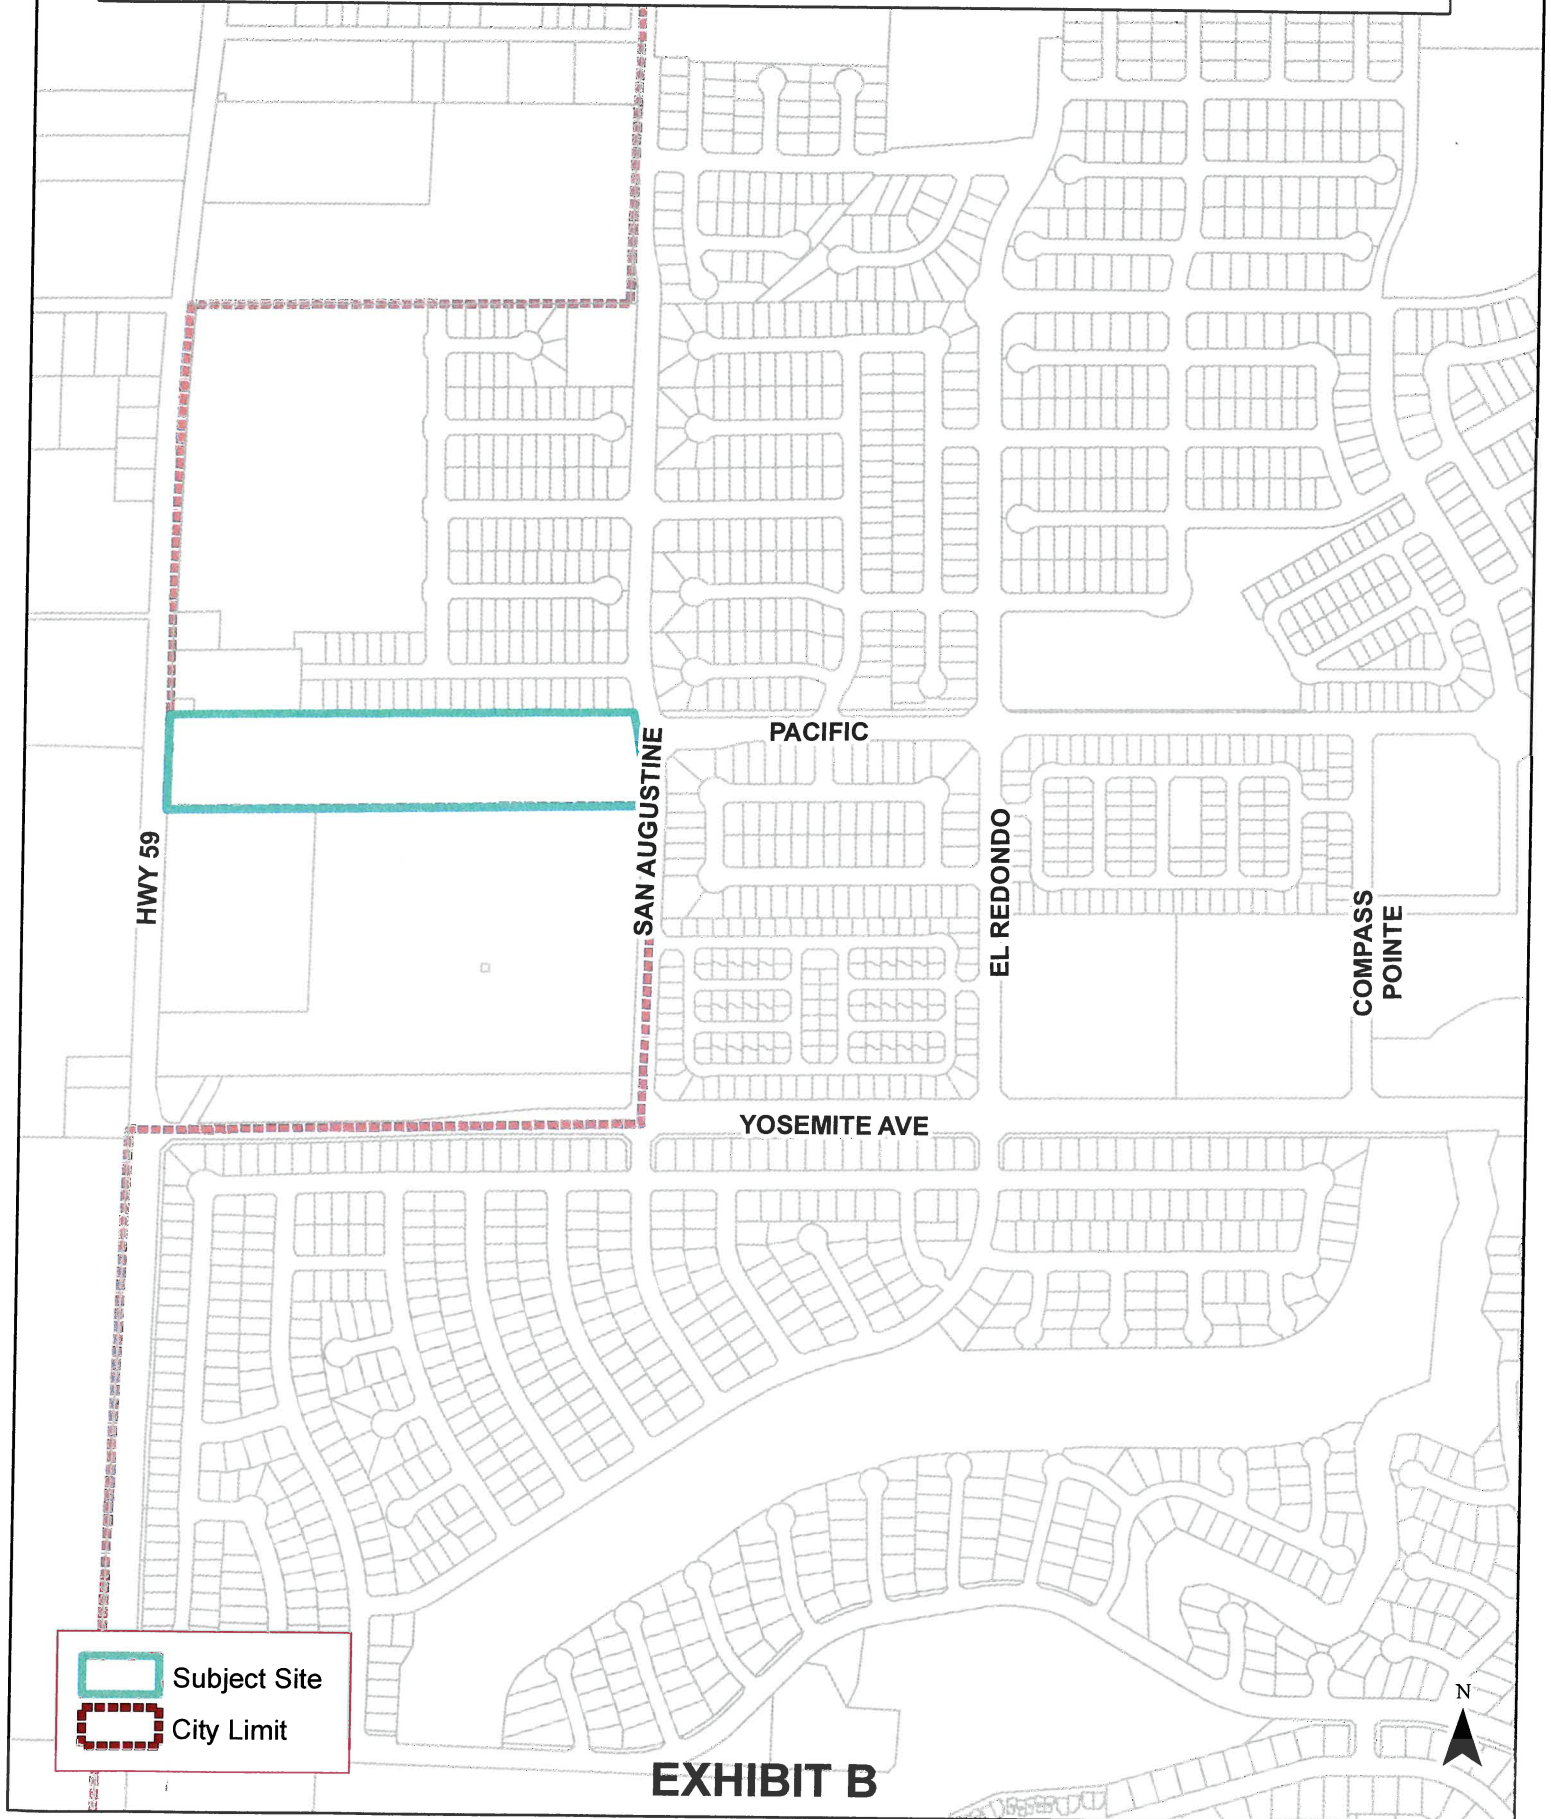 PACIFIC
SAN AUGUSTINE
HWY 59
EL REDONDO
COMPASS
POINTE
YOSEMITE AVE
Subject Site
City Limit
N
EXHIBIT B